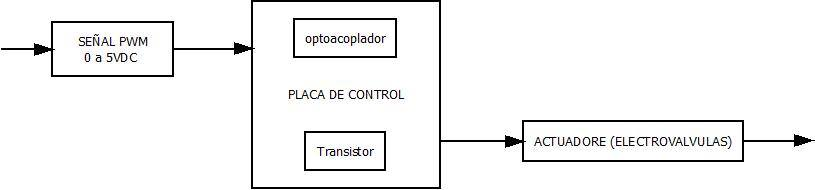 SEÑAL PWM
0 a 5VDC
optoacoplador
PLACA DE CONTROL
Transistor
ACTUADORE (ELECTROVALVULAS)